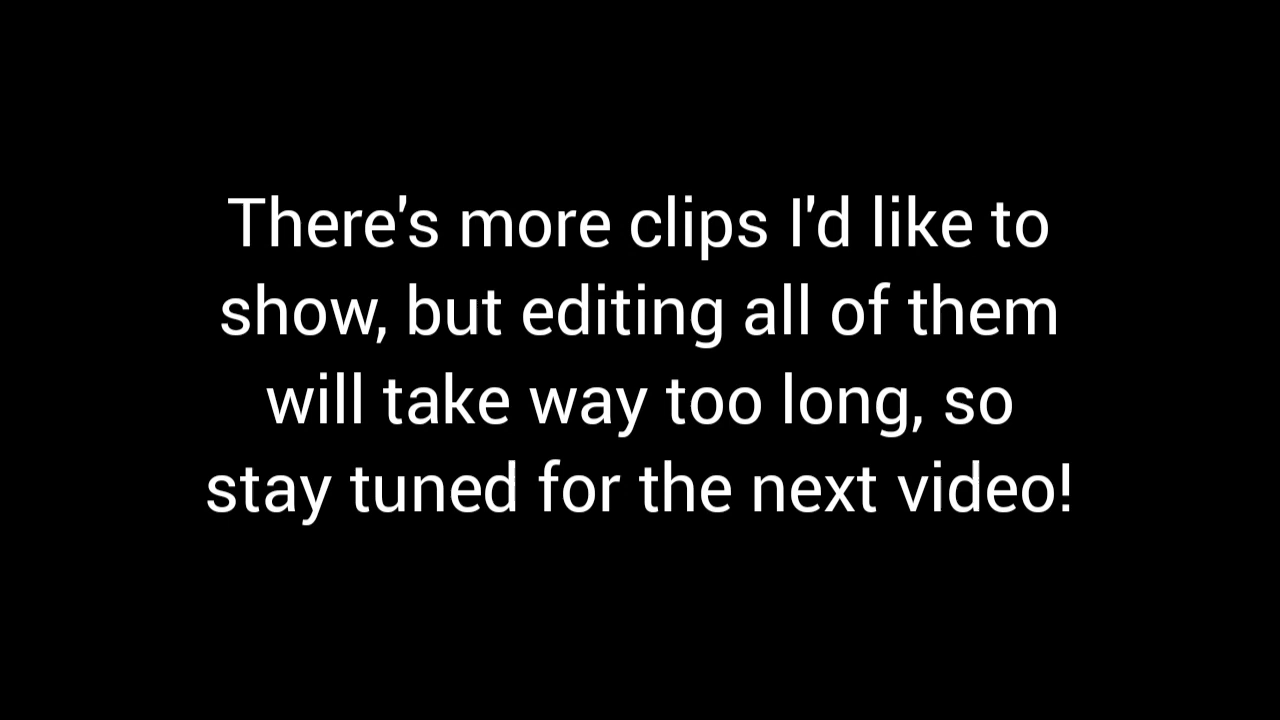 There's more clips I'd like to
show, but editing all of them
will take way too long, so
stay tuned for the next video!